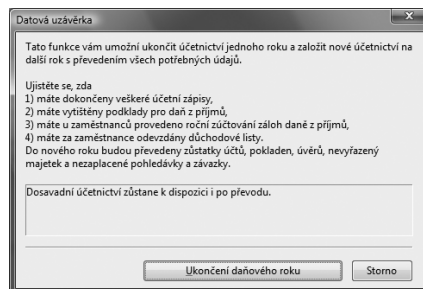 Datová uzávěrka
Tato funkce vám umožní ukončit účetnictví jednoho roku a založit nové účetnictví na
další rok s převedením všech potřebných údajů.
Ujistěte se, zda
1) máte dokončeny veškeré účetní zápisy,
2) máte vytištěny podklady pro daň z příjmů,
3) máte u zaměstnanců provedeno roční zúčtování záloh daně z příjmů,
4) máte za zaměstnance odevzdány důchodové listy.
Do nového roku budou převedeny zůstatky účtů, pokladen, úvěrů, nevyřazený
majetek a nezaplacené pohledávky a závazky.
Dosavadní účetnictví zůstane k dispozici i po převodu.
Ukončení daňového roku
Storno